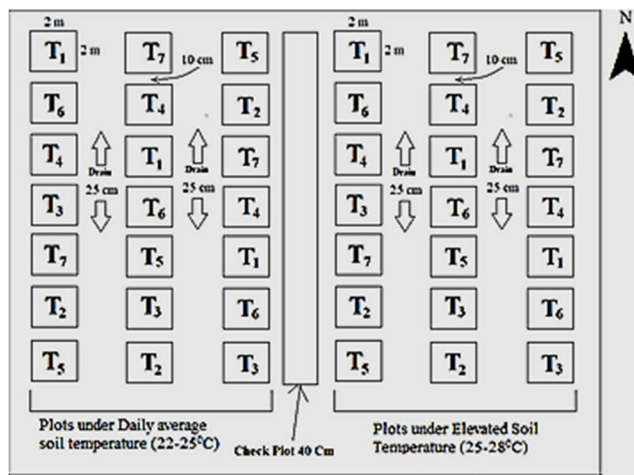 2 m 2 m N
T1 2 m T7 T5 T1 2 m T7 T5
10 cm 10 cm
T6 T4 T2 T6 T4 T2
T4 T1 T7 T4 T1 T7
Drain Drain Drain Drain
25 cm 25 cm 25 cm 25 cm
T3 T6 T4 T3 T6 T4
T7 T5 T1 T7 T5 T1
T2 T3 T6 T2 T3 T6
T5 T2 T3 T5 T2 T3
Plots under Daily average
soil temperature (22-25⁰C)
Check Plot 40 Cm
Plots under Elevated Soil
Temperature (25-28⁰C)